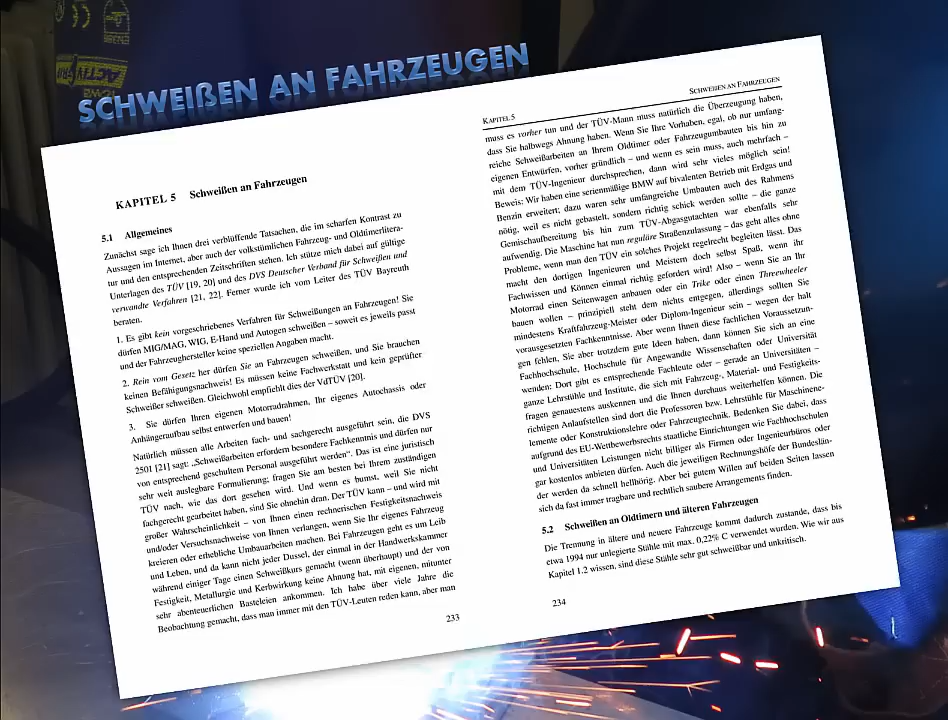 SCHWEIßEN AN FAHRZEUGEN
ACTIV GRIP
KAPITEL 5 Schweißen an Fahrzeugen
5.1 Allgemeines
Zunächst sage ich Ihnen drei verblüffende Tatsachen, die im scharfen Kontrast zu
Aussagen im Internet, aber auch der volkstümlichen Fahrzeug- und Oldtimerlitera-
tur und den entsprechenden Zeitschriften stehen. Ich stütze mich dabei auf gültige
Unterlagen des TÜV [19, 20] und des DVS Deutscher Verband für Schweißen und
verwandte Verfahren [21, 22]. Ferner wurde ich vom Leiter des TÜV Bayreuth
beraten.
1. Es gibt kein vorgeschriebenes Verfahren für Schweißungen an Fahrzeugen! Sie
dürfen MIG/MAG, WIG, E-Hand und Autogen schweißen – soweit es jeweils passt
und der Fahrzeughersteller keine speziellen Angaben macht.
2. Rein vom Gesetz her dürfen Sie an Fahrzeugen schweißen, und Sie brauchen
keinen Befähigungsnachweis! Es müssen keine Fachwerkstatt und kein geprüfter
Schweißer schweißen. Gleichwohl empfiehlt dies der VdTÜV [20].
3. Sie dürfen Ihren eigenen Motorradrahmen, Ihr eigenes Autochassis oder
Anhängeraufbau selbst entwerfen und bauen!
Natürlich müssen alle Arbeiten fach- und sachgerecht ausgeführt sein, die DVS
2501 [21] sagt: „Schweißarbeiten erfordern besondere Fachkenntnis und dürfen nur
von entsprechend geschultem Personal ausgeführt werden“. Das ist eine juristisch
sehr weit auslegbare Formulierung; fragen Sie am besten bei Ihrem zuständigen
TÜV nach, wie das dort gesehen wird. Und wenn es bumst, weil Sie nicht
fachgerecht gearbeitet haben, sind Sie ohnehin dran. Der TÜV kann – und wird mit
großer Wahrscheinlichkeit – von Ihnen einen rechnerischen Festigkeitsnachweis
und/oder Versuchsnachweise von Ihnen verlangen, wenn Sie Ihr eigenes Fahrzeug
kreieren oder erhebliche Umbauarbeiten machen. Bei Fahrzeugen geht es um Leib
und Leben, und da kann nicht jeder Dussel, der einmal in der Handwerkskammer
während einiger Tage einen Schweißkurs gemacht (wenn überhaupt) und der von
Festigkeit, Metallurgie und Kerbwirkung keine Ahnung hat, mit eigenen, mitunter
sehr abenteuerlichen Basteleien ankommen. Ich habe über viele Jahre die
Beobachtung gemacht, dass man immer mit den TÜV-Leuten reden kann, aber man
233
KAPITEL 5 SCHWEIßEN AN FAHRZEUGEN
muss es vorher tun und der TÜV-Mann muss natürlich die Überzeugung haben,
dass Sie halbwegs Ahnung haben. Wenn Sie Ihre Vorhaben, egal, ob nur umfang-
reiche Schweißarbeiten an Ihrem Oldtimer oder Fahrzeugumbauten bis hin zu
eigenen Entwürfen, vorher gründlich – und wenn es sein muss, auch mehrfach –
mit dem TÜV-Ingenieur durchsprechen, dann wird sehr vieles möglich sein!
Beweis: Wir haben eine serienmäßige BMW auf bivalenten Betrieb mit Erdgas und
Benzin erweitert; dazu waren sehr umfangreiche Umbauten auch des Rahmens
nötig, weil es nicht gebastelt, sondern richtig schick werden sollte – die ganze
Gemischaufbereitung bis hin zum TÜV-Abgasgutachten war ebenfalls sehr
aufwendig. Die Maschine hat nun reguläre Straßenzulassung – das geht alles ohne
Probleme, wenn man den TÜV ein solches Projekt regelrecht begleiten lässt. Das
macht den dortigen Ingenieuren und Meistern doch selbst Spaß, wenn ihr
Fachwissen und Können einmal richtig gefordert wird! Also – wenn Sie an Ihr
Motorrad einen Seitenwagen anbauen oder ein Trike oder einen Threewheeler
bauen wollen – prinzipiell steht dem nichts entgegen, allerdings sollten Sie
mindestens Kraftfahrzeug-Meister oder Diplom-Ingenieur sein – wegen der halt
vorausgesetzten Fachkenntnisse. Aber wenn Ihnen diese fachlichen Voraussetzun-
gen fehlen, Sie aber trotzdem gute Ideen haben, dann können Sie sich an eine
Fachhochschule, Hochschule für Angewandte Wissenschaften oder Universität
wenden: Dort gibt es entsprechende Fachleute oder – gerade an Universitäten –
ganze Lehrstühle und Institute, die sich mit Fahrzeug-, Material- und Festigkeits-
fragen genauestens auskennen und die Ihnen durchaus weiterhelfen können. Die
richtigen Anlaufstellen sind dort die Professoren bzw. Lehrstühle für Maschinene-
lemente oder Konstruktionslehre oder Fahrzeugtechnik. Bedenken Sie dabei, dass
aufgrund des EU-Wettbewerbsrechts staatliche Einrichtungen wie Fachhochschulen
und Universitäten Leistungen nicht billiger als Firmen oder Ingenieurbüros oder
gar kostenlos anbieten dürfen. Auch die jeweiligen Rechnungshöfe der Bundeslän-
der werden da schnell hellhörig. Aber bei gutem Willen auf beiden Seiten lassen
sich da fast immer tragbare und rechtlich saubere Arrangements finden.
5.2 Schweißen an Oldtimern und älteren Fahrzeugen
Die Trennung in ältere und neuere Fahrzeuge kommt dadurch zustande, dass bis
etwa 1994 nur unlegierte Stähle mit max. 0,22% C verwendet wurden. Wie wir aus
Kapitel 1.2 wissen, sind diese Stähle sehr gut schweißbar und unkritisch.
234